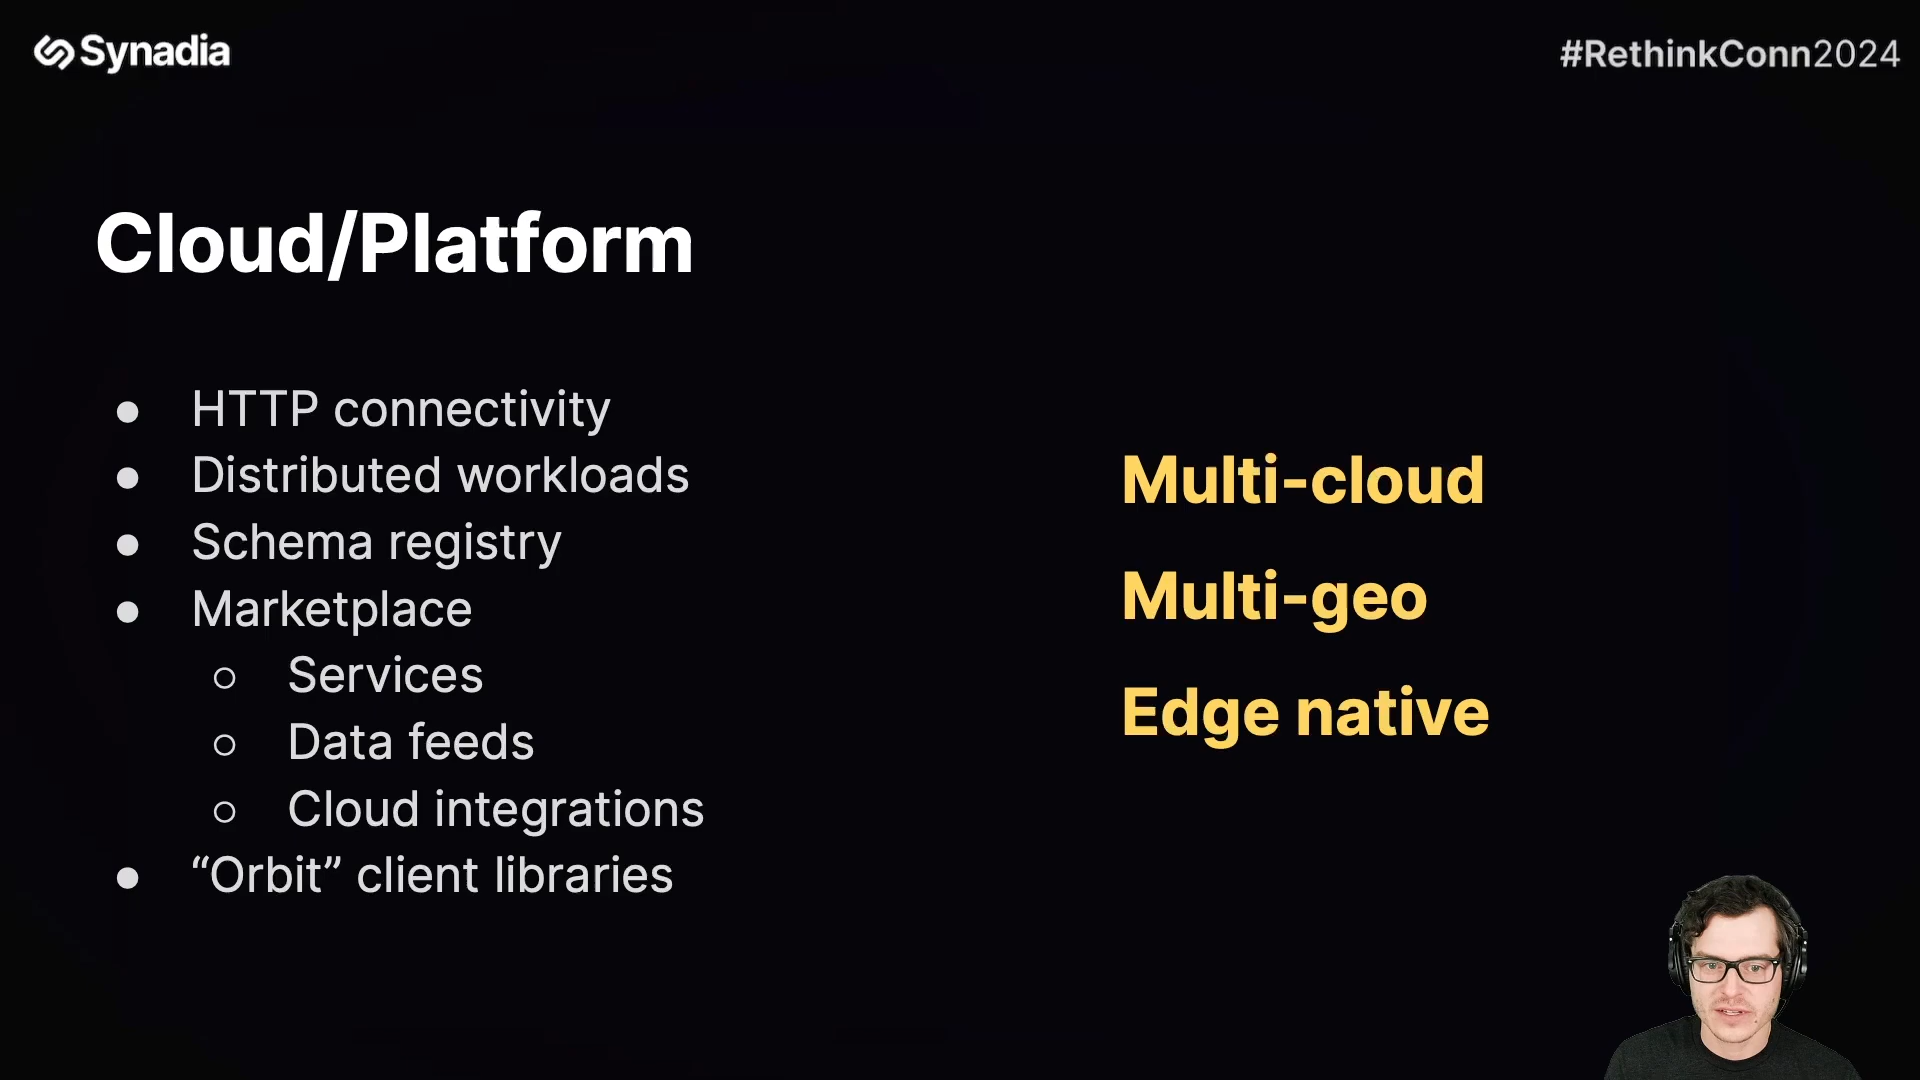 Synadia
#RethinkConn2024
Cloud/Platform
● HTTP connectivity
● Distributed workloads
● Schema registry
● Marketplace
○ Services
○ Data feeds
○ Cloud integrations
● “Orbit” client libraries
Multi-cloud
Multi-geo
Edge native